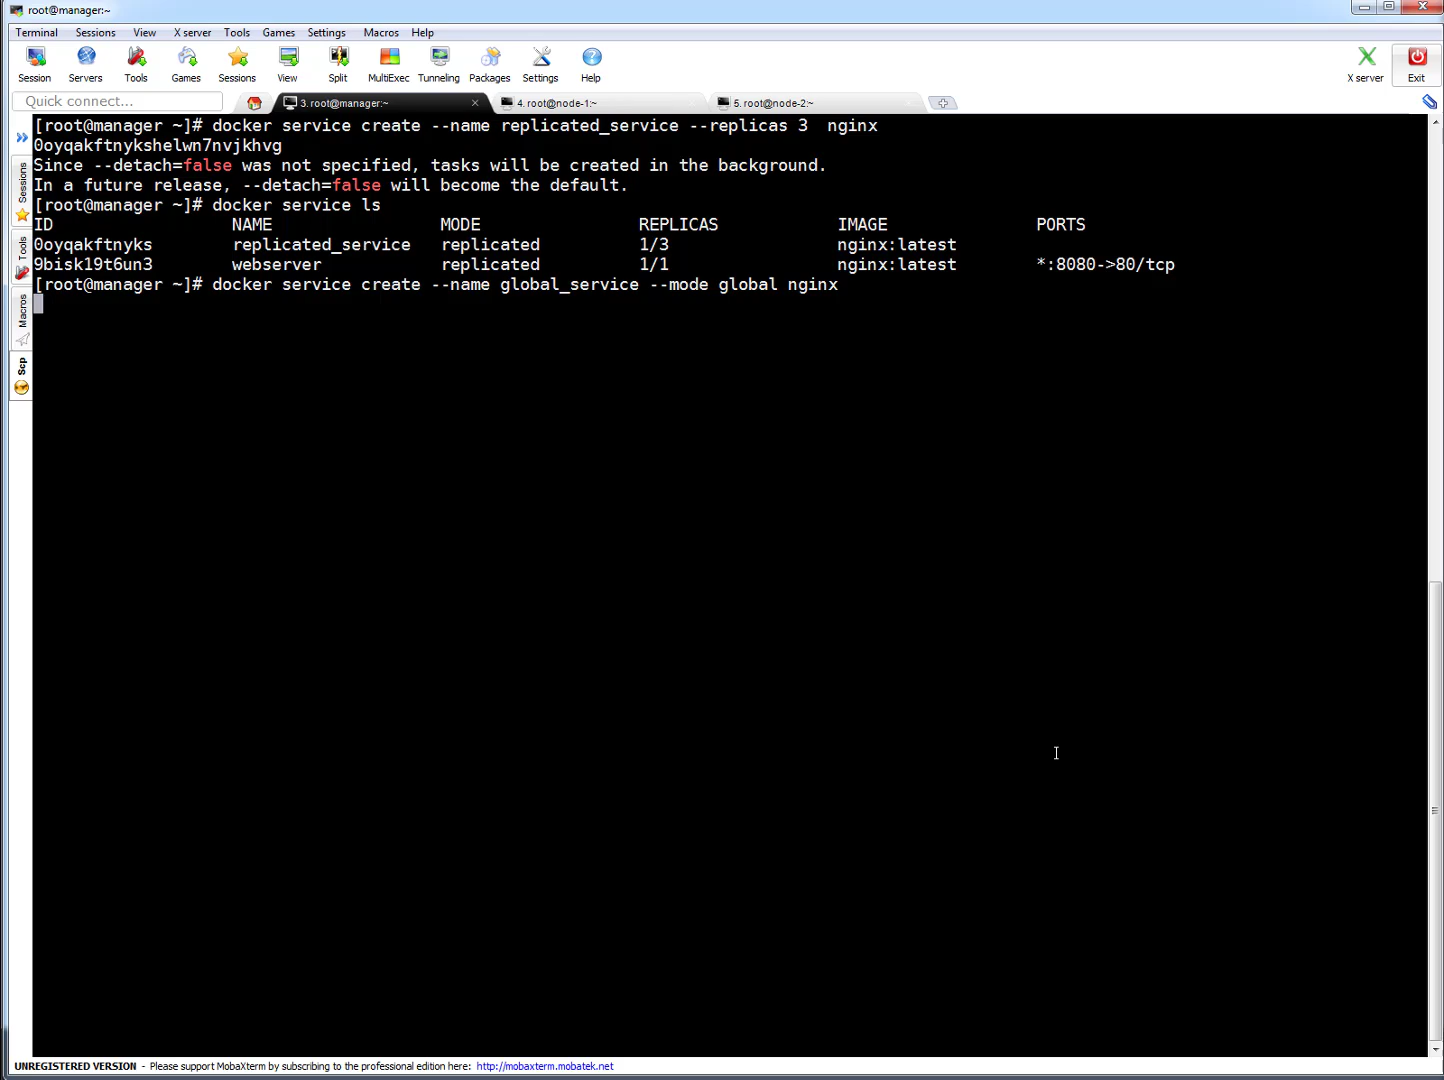 root@manager:~
Terminal Sessions View X server Tools Games Settings Macros Help
Session Servers Tools Games Sessions View Split MultiExec Tunneling Packages Settings Help X server Exit
Quick connect...
3. root@manager:~
4. root@node-1:~
5. root@node-2:~
Sessions
Tools
Macros
Scp
[root@manager ~]# docker service create --name replicated_service --replicas 3  nginx
0oyqakftnykshelwn7nvjkhvg
Since --detach=false was not specified, tasks will be created in the background.
In a future release, --detach=false will become the default.
[root@manager ~]# docker service ls
ID NAME MODE REPLICAS IMAGE PORTS
0oyqakftnyks replicated_service replicated 1/3 nginx:latest
9bisk19t6un3 webserver replicated 1/1 nginx:latest *:8080->80/tcp
[root@manager ~]# docker service create --name global_service --mode global nginx
UNREGISTERED VERSION - Please support MobaXterm by subscribing to the professional edition here: http://mobaxterm.mobatek.net